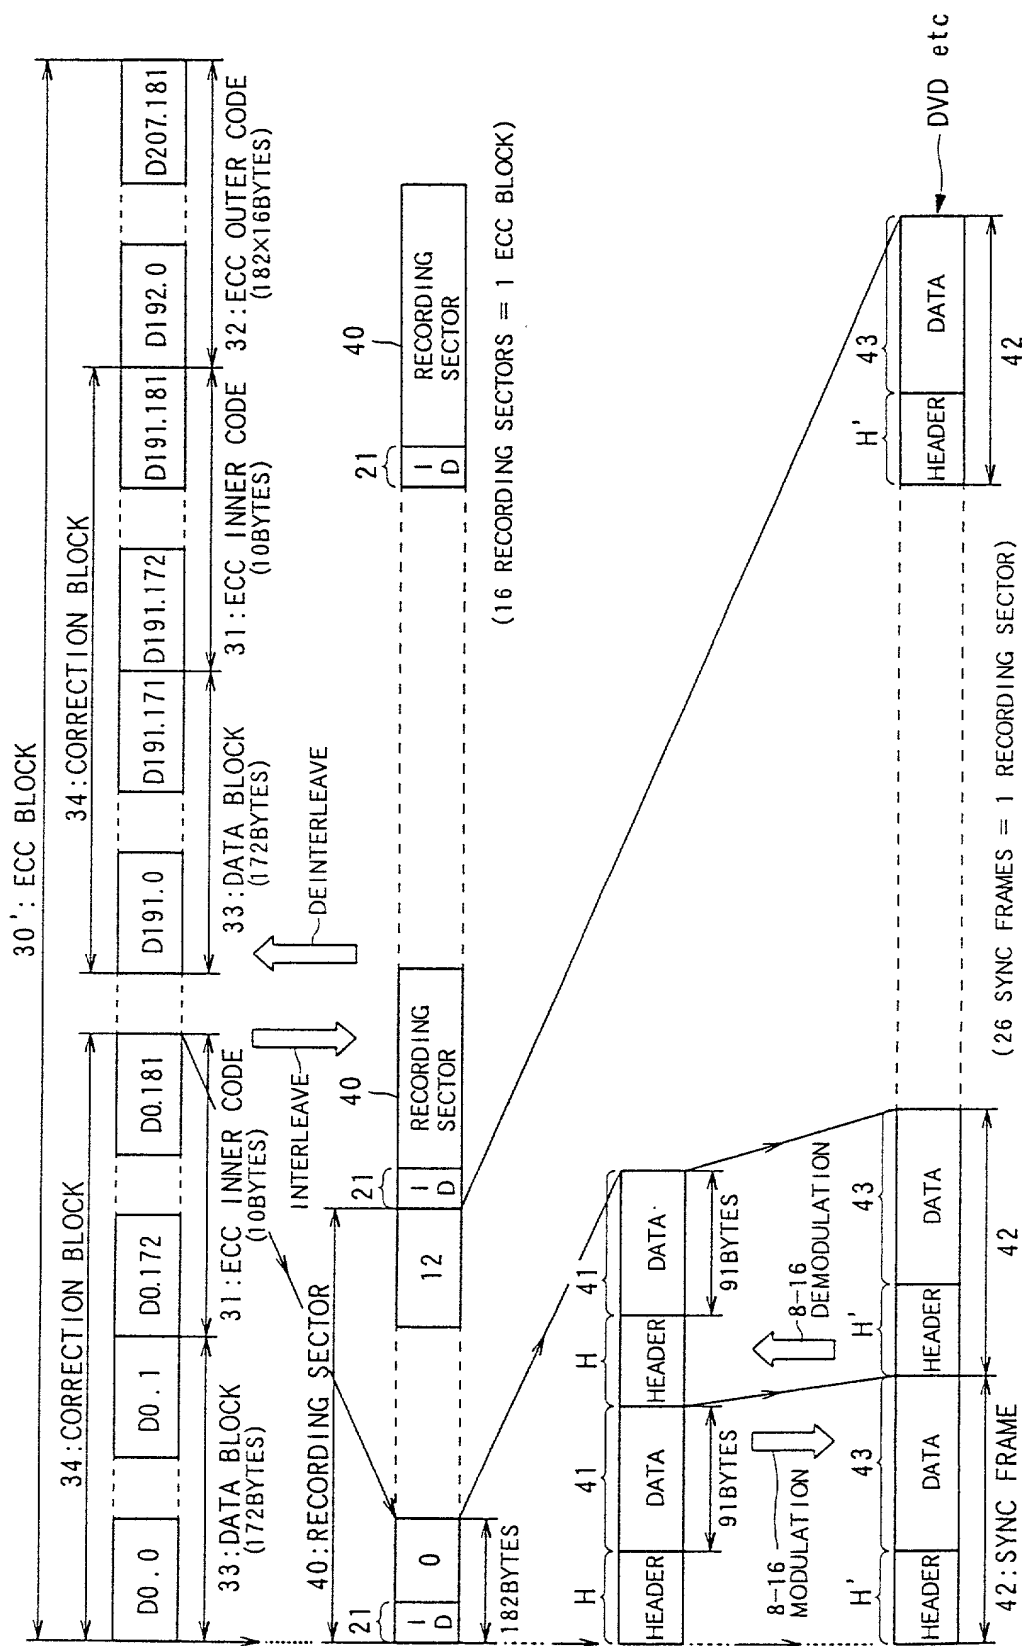 30': ECC BLOCK
34:CORRECTION BLOCK
34:CORRECTION BLOCK
D0.0
D0.1
D0.172
D0.181
D191.0
D191.171
D191.172
D191.181
D192.0
D207.181
33:DATA BLOCK
(172BYTES)
31:ECC INNER CODE
(10BYTES)
33:DATA BLOCK
(172BYTES)
31:ECC INNER CODE
(10BYTES)
32:ECC OUTER CODE
(182×16BYTES)
INTERLEAVE
DEINTERLEAVE
40:RECORDING SECTOR
21
ID
0
12
21
ID
40
RECORDING
SECTOR
21
ID
40
RECORDING
SECTOR
182BYTES
(16 RECORDING SECTORS = 1 ECC BLOCK)
H
41
H
41
HEADER
DATA
HEADER
DATA
91BYTES
91BYTES
8-16
MODULATION
8-16
DEMODULATION
H'
43
H'
43
H'
43
HEADER
DATA
HEADER
DATA
HEADER
DATA
DVD etc
42:SYNC FRAME
42
42
(26 SYNC FRAMES = 1 RECORDING SECTOR)